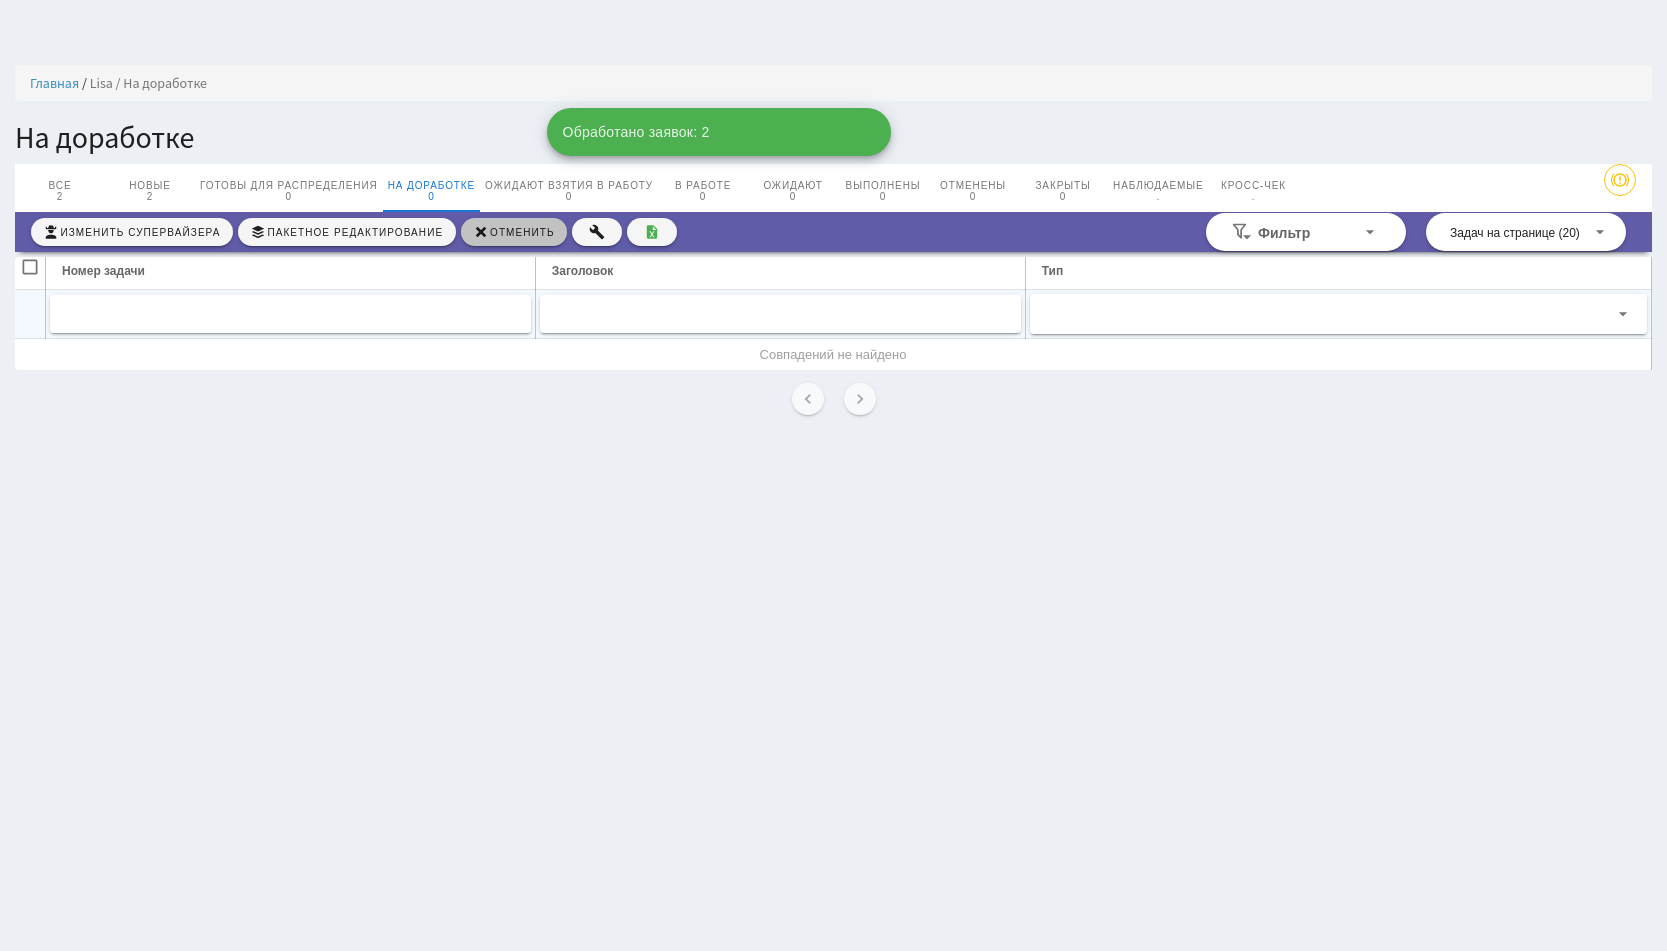 Главная / Lisa / На доработке
Обработано заявок: 2
На доработке
ВСЕ НОВЫЕ ГОТОВЫ ДЛЯ РАСПРЕДЕЛЕНИЯ НА ДОРАБОТКЕ ОЖИДАЮТ ВЗЯТИЯ В РАБОТУ В РАБОТЕ ОЖИДАЮТ ВЫПОЛНЕНЫ ОТМЕНЕНЫ ЗАКРЫТЫ НАБЛЮДАЕМЫЕ КРОСС-ЧЕК
2 2 0 0 0 0 0 0 0 0 . .
ИЗМЕНИТЬ СУПЕРВАЙЗЕРА ПАКЕТНОЕ РЕДАКТИРОВАНИЕ ОТМЕНИТЬ Фильтр Задач на странице (20)
Номер задачи Заголовок Тип
Совпадений не найдено